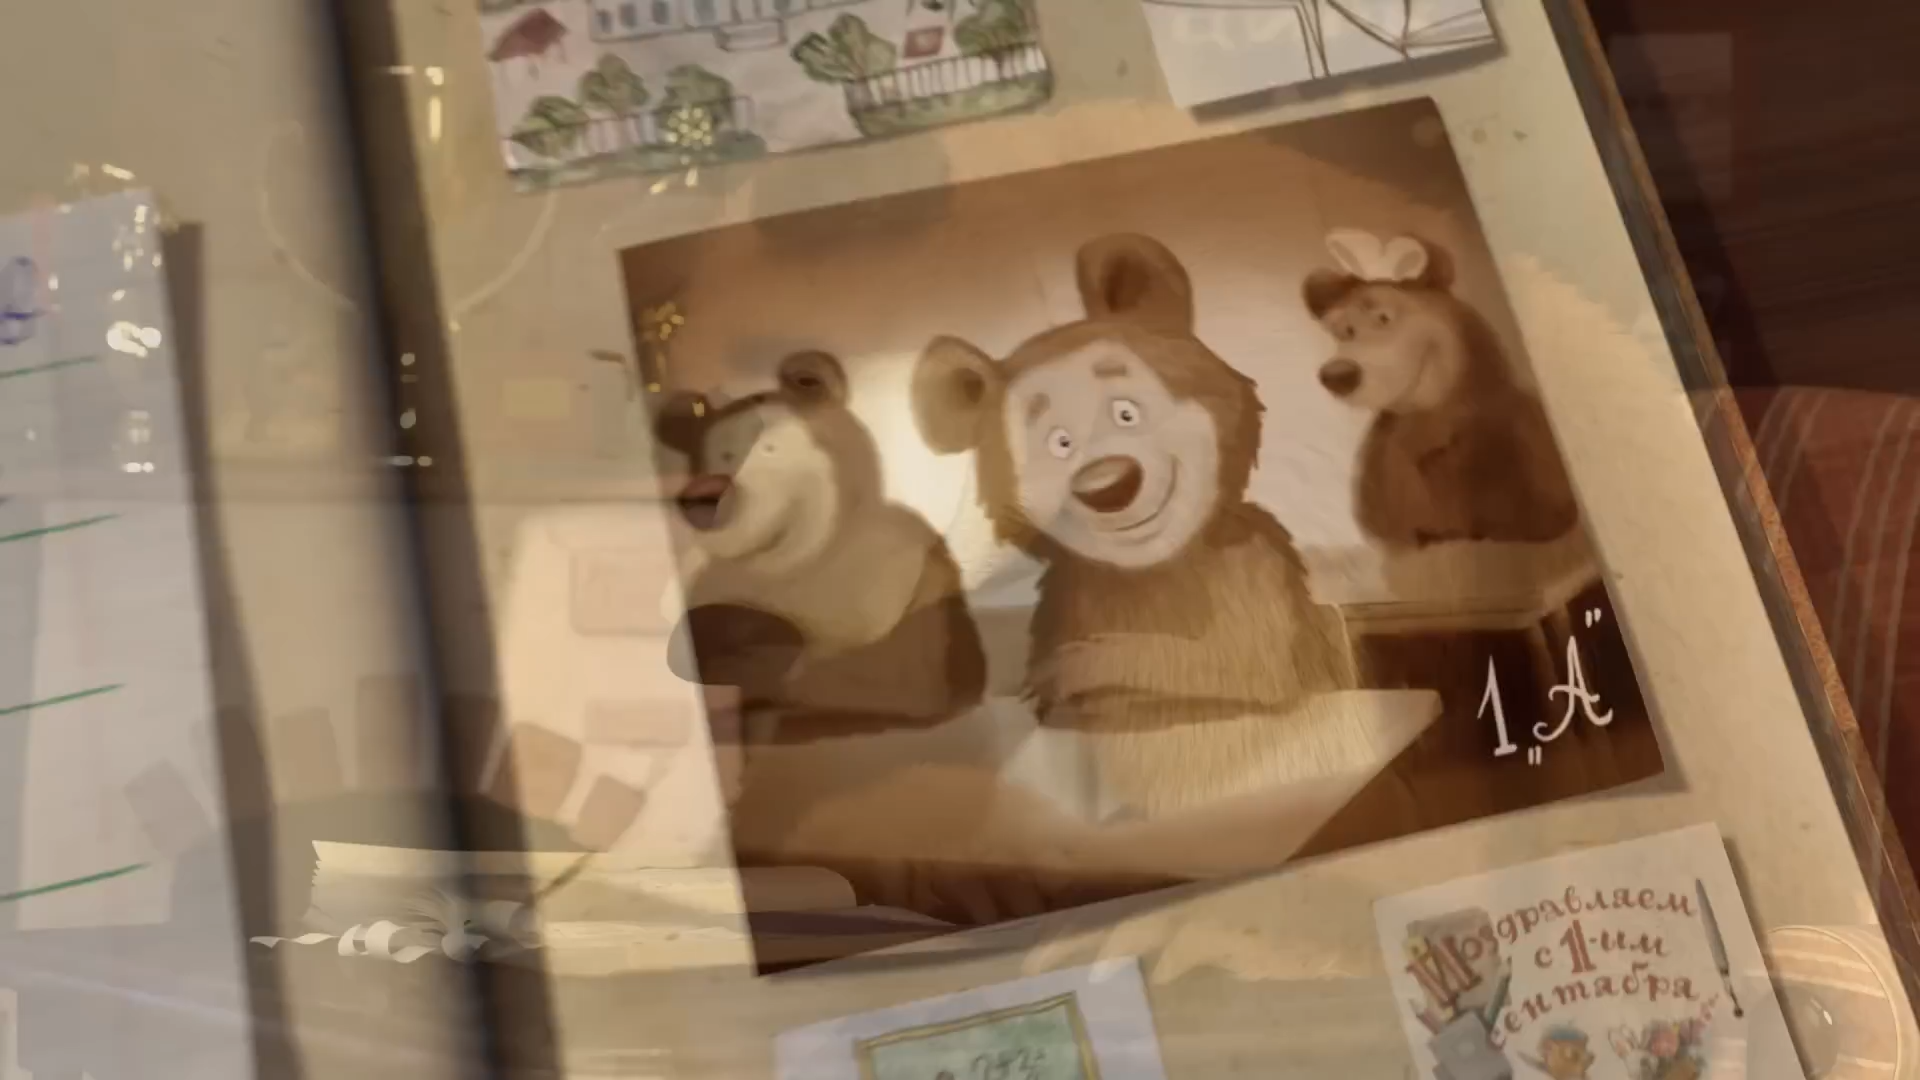 1 „А"
Поздравляем
с 1-ым
сентября